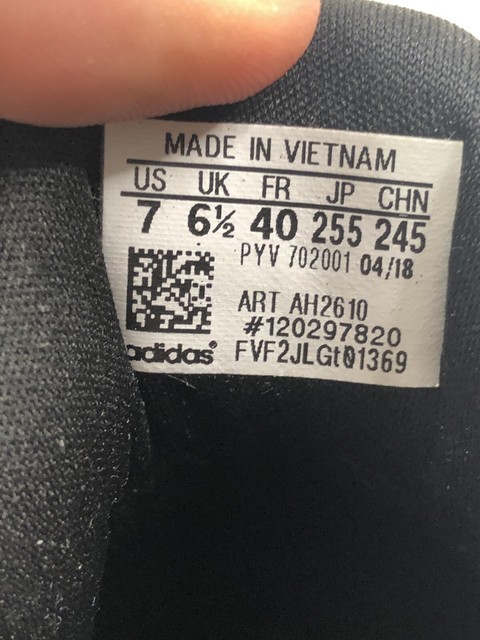 MADE IN VIETNAM
US UK FR JP CHN
7 6½ 40 255 245
PYV 702001 04/18
ART AH2610
#120297820
adidas® FVF2JLGt01369